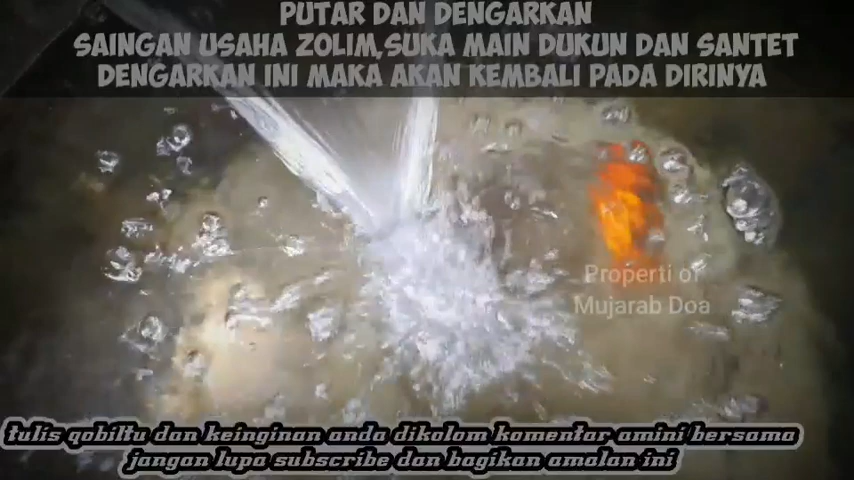 PUTAR DAN DENGARKAN
SAINGAN USAHA ZOLIM,SUKA MAIN DUKUN DAN SANTET
DENGARKAN INI MAKA AKAN KEMBALI PADA DIRINYA
Properti of
Mujarab Doa
tulis qobiltu dan keinginan anda dikolom komentar amini bersama
jangan lupa subscribe dan bagikan amalan ini